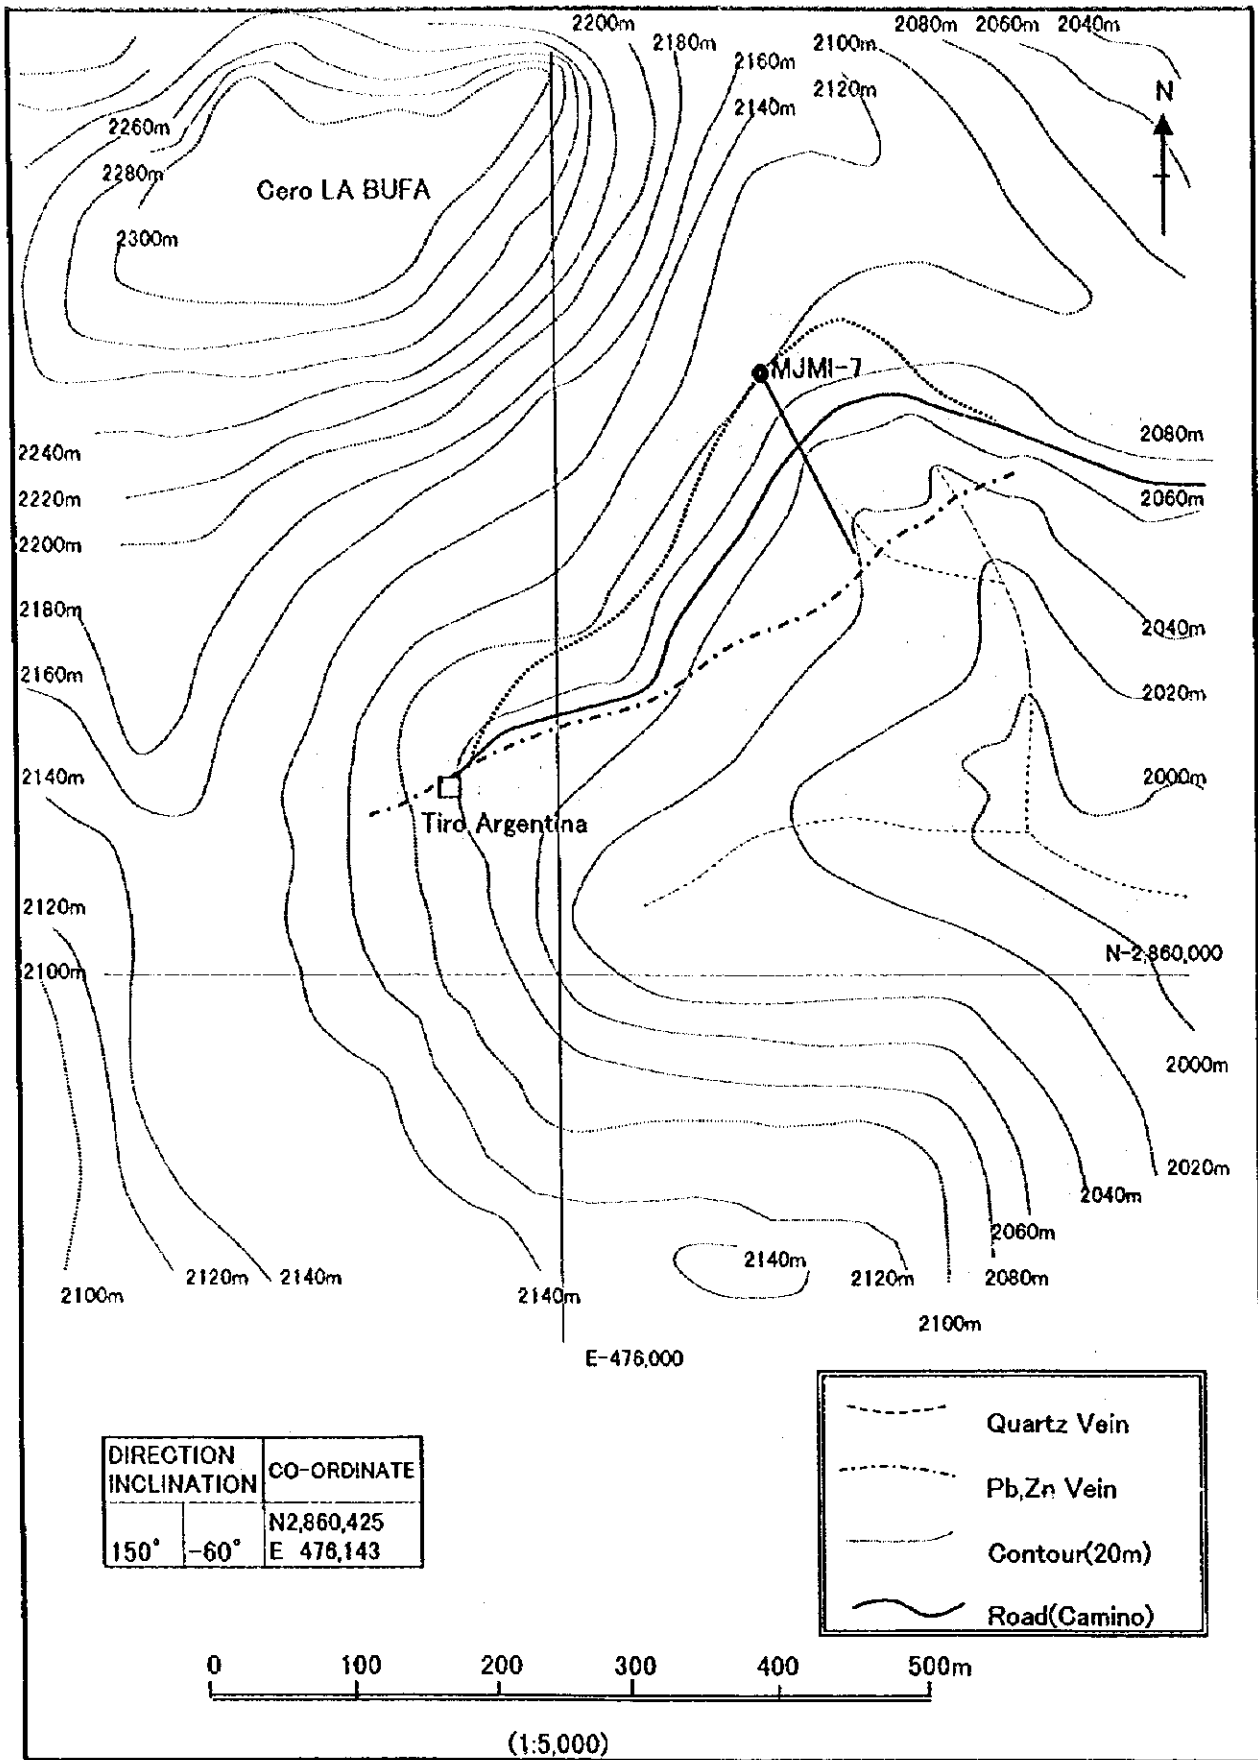 2200m
2180m
2160m
2140m
2100m
2120m
2080m
2060m
2040m
N
2260m
2280m
2300m
Cero LA BUFA
MJMI-7
2240m
2220m
2200m
2180m
2160m
2140m
2120m
2100m
2080m
2060m
2040m
2020m
2000m
Tiro Argentina
N-2,860,000
2000m
2020m
2040m
2060m
2080m
2100m
2120m
2140m
2140m
2140m
2120m
2100m
E-476,000
DIRECTION
INCLINATION
CO-ORDINATE
150° -60°
N2,860,425
E 476,143
Quartz Vein
Pb,Zn Vein
Contour(20m)
Road(Camino)
0 100 200 300 400 500m
(1:5,000)